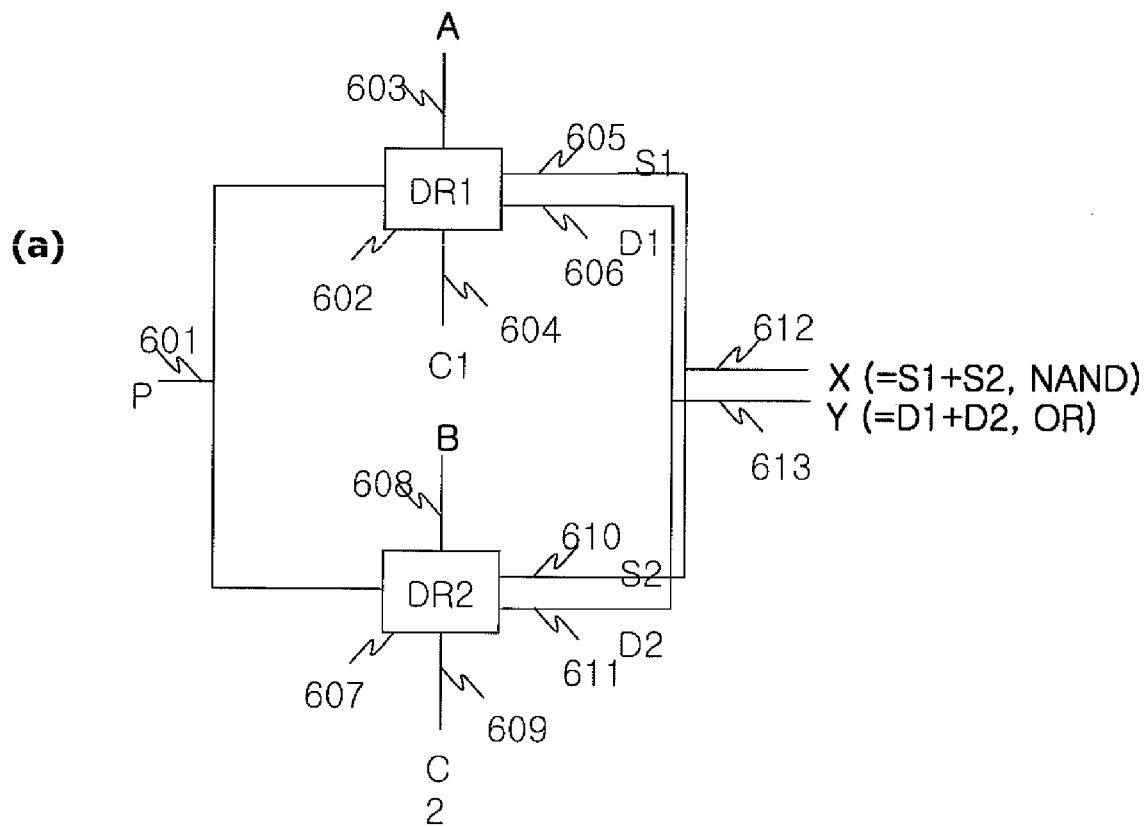 A
603
605
S1
DR1
(a)
D1
606
602
604
601
C1
612
P
X (=S1+S2, NAND)
Y (=D1+D2, OR)
B
613
608
610
S2
DR2
D2
611
607
609
C
2